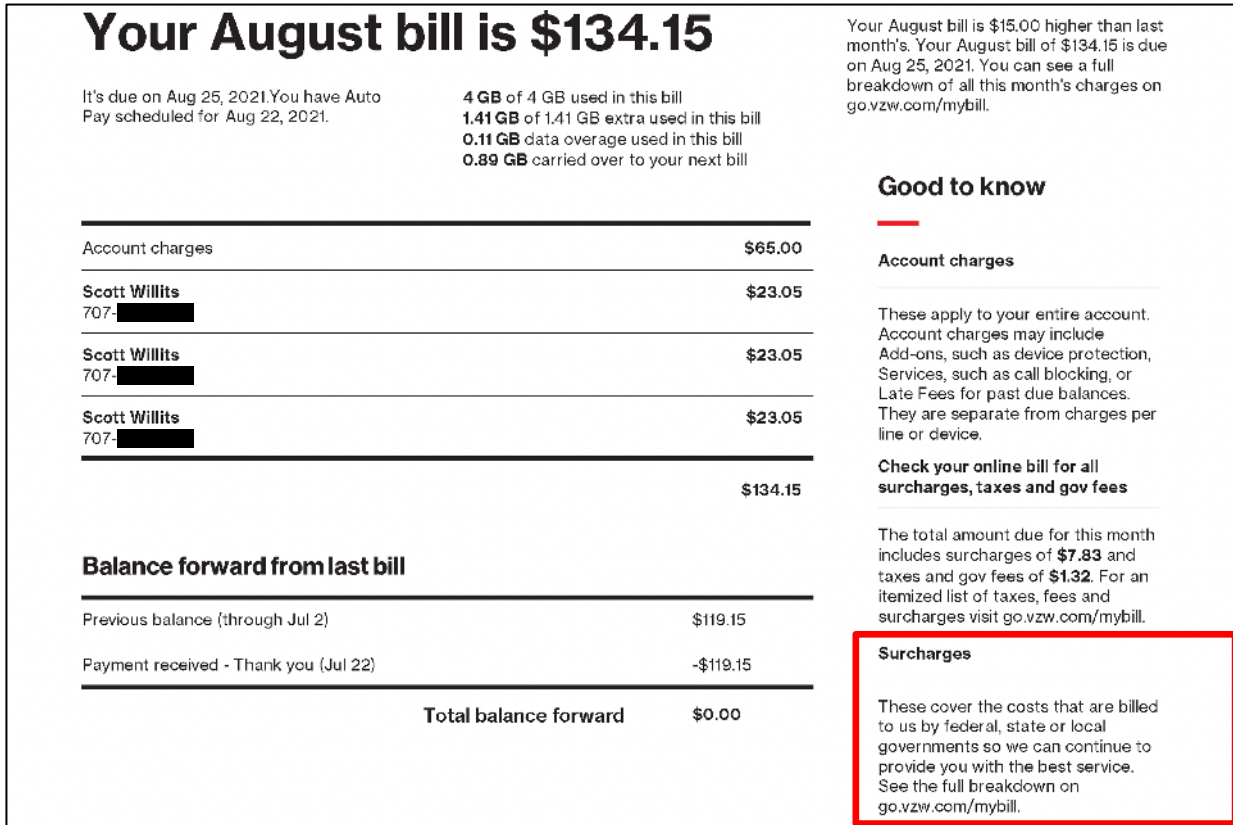 Your August bill is $134.15
It's due on Aug 25, 2021.You have Auto
Pay scheduled for Aug 22, 2021.
4 GB of 4 GB used in this bill
1.41 GB of 1.41 GB extra used in this bill
0.11 GB data overage used in this bill
0.89 GB carried over to your next bill
Account charges $65.00
Scott Willits $23.05
707-
Scott Willits $23.05
707-
Scott Willits $23.05
707-
$134.15
Balance forward from last bill
Previous balance (through Jul 2) $119.15
Payment received - Thank you (Jul 22) -$119.15
Total balance forward $0.00
Your August bill is $15.00 higher than last
month's. Your August bill of $134.15 is due
on Aug 25, 2021. You can see a full
breakdown of all this month's charges on
go.vzw.com/mybill.
Good to know
Account charges
These apply to your entire account.
Account charges may include
Add-ons, such as device protection,
Services, such as call blocking, or
Late Fees for past due balances.
They are separate from charges per
line or device.
Check your online bill for all
surcharges, taxes and gov fees
The total amount due for this month
includes surcharges of $7.83 and
taxes and gov fees of $1.32. For an
itemized list of taxes, fees and
surcharges visit go.vzw.com/mybill.
Surcharges
These cover the costs that are billed
to us by federal, state or local
governments so we can continue to
provide you with the best service.
See the full breakdown on
go.vzw.com/mybill.